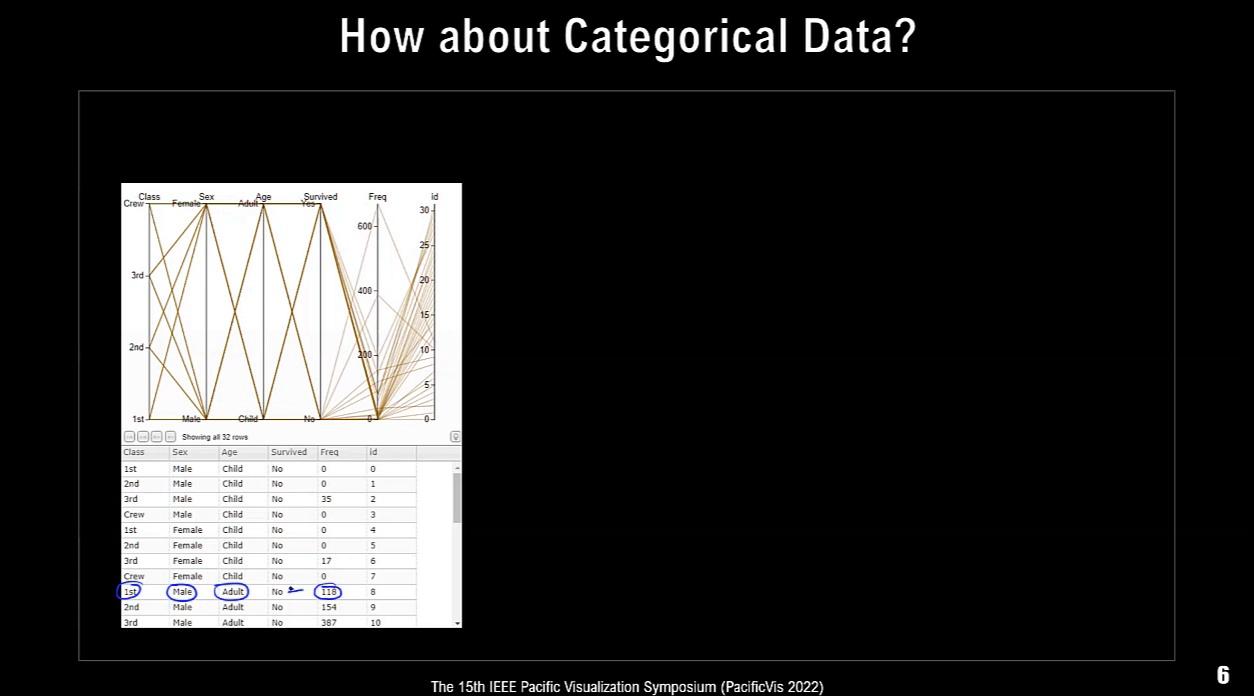 How about Categorical Data?
Class Sex Age Survived Freq id
Crew Female Adult Yes 30
600
25
3rd 20
400
15
2nd 10
200
5
1st Male Child No 0 0
Showing all 32 rows
Class Sex Age Survived Freq id
1st Male Child No 0 0
2nd Male Child No 0 1
3rd Male Child No 35 2
Crew Male Child No 0 3
1st Female Child No 0 4
2nd Female Child No 0 5
3rd Female Child No 17 6
Crew Female Child No 0 7
1st Male Adult No 118 8
2nd Male Adult No 154 9
3rd Male Adult No 387 10
The 15th IEEE Pacific Visualization Symposium (PacificVis 2022)
6